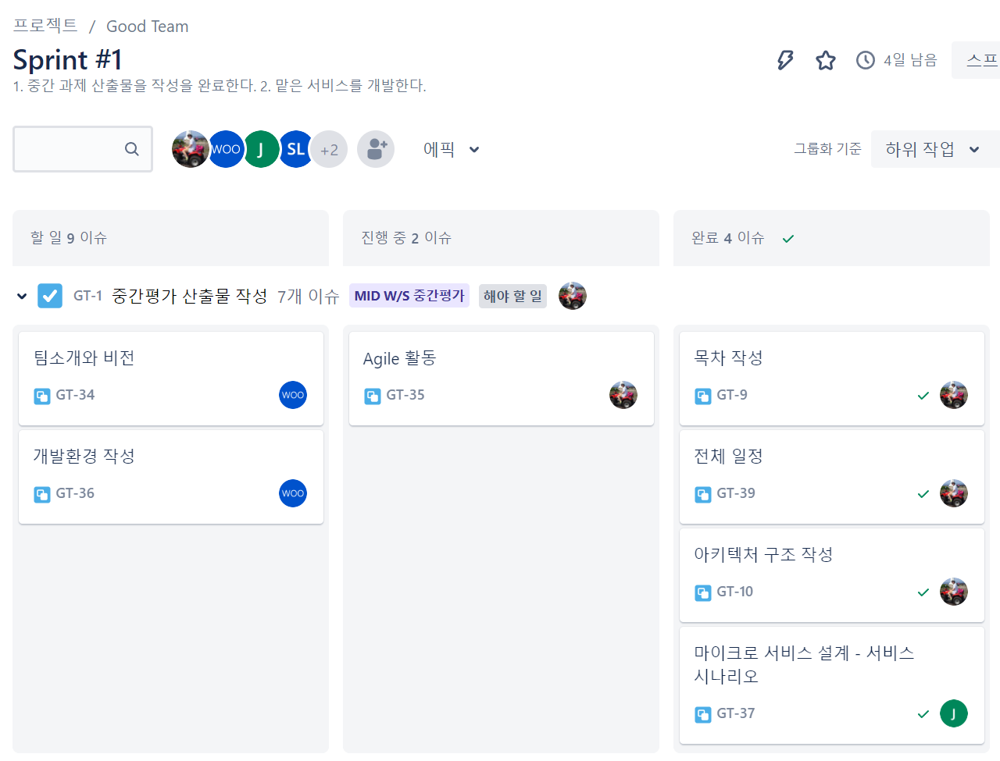 프로젝트 / Good Team
Sprint #1
4일 남음
스프
1. 중간 과제 산출물을 작성을 완료한다. 2. 맡은 서비스를 개발한다.
WOO J SL +2
에픽
그룹화 기준 하위 작업
할 일 9 이슈
진행 중 2 이슈
완료 4 이슈
GT-1 중간평가 산출물 작성 7개 이슈 MID W/S 중간평가 해야 할 일
팀소개와 비전
GT-34 WOO
개발환경 작성
GT-36 WOO
Agile 활동
GT-35
목차 작성
GT-9
전체 일정
GT-39
아키텍처 구조 작성
GT-10
마이크로 서비스 설계 - 서비스
시나리오
GT-37 J